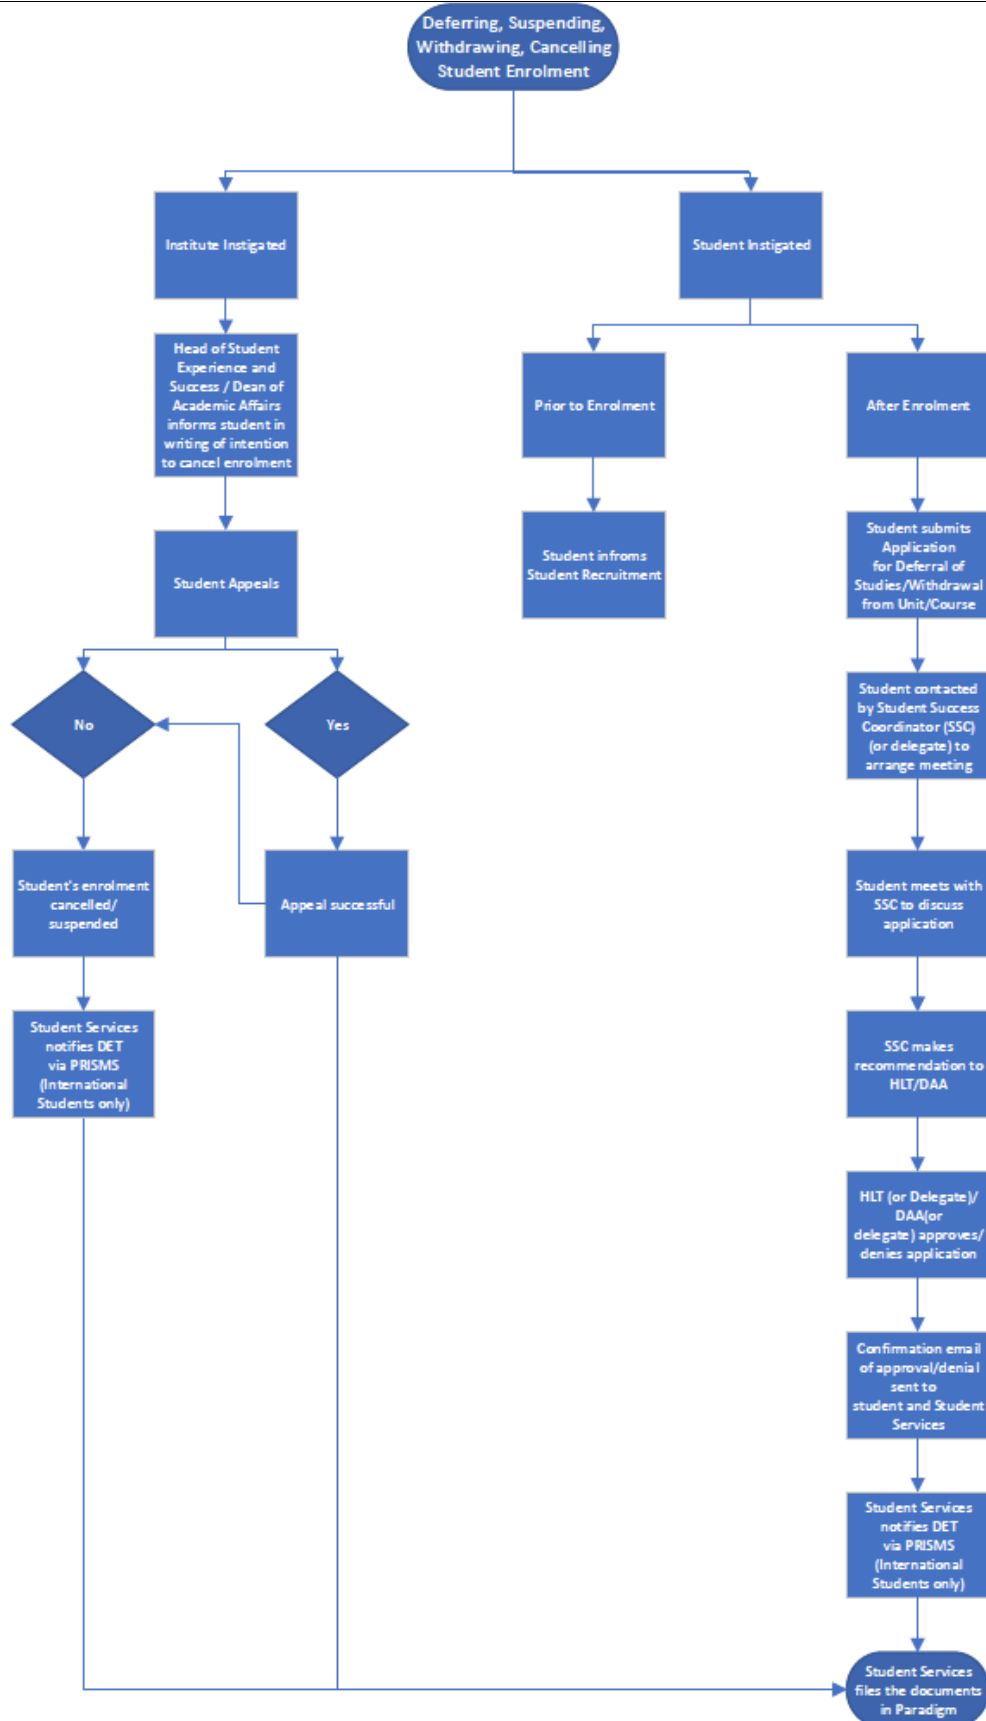 Deferring, Suspending,
Withdrawing, Cancelling
Student Enrolment
Institute Instigated
Student Instigated
Head of Student
Experience and
Success / Dean of
Academic Affairs
informs student in
writing of intention
to cancel enrolment
Prior to Enrolment
After Enrolment
Student infroms
Student Recruitment
Student submits
Application
for Deferral of
Studies/Withdrawal
from Unit/Course
Student Appeals
No
Yes
Student contacted
by Student Success
Coordinator (SSC)
(or delegate) to
arrange meeting
Student's enrolment
cancelled/
suspended
Appeal successful
Student meets with
SSC to discuss
application
Student Services
notifies DET
via PRISMS
(International
Students only)
SSC makes
recommendation to
HLT/DAA
HLT (or Delegate)/
DAA(or
delegate) approves/
denies application
Confirmation email
of approval/denial
sent to
student and Student
Services
Student Services
notifies DET
via PRISMS
(International
Students only)
Student Services
files the documents
in Paradigm